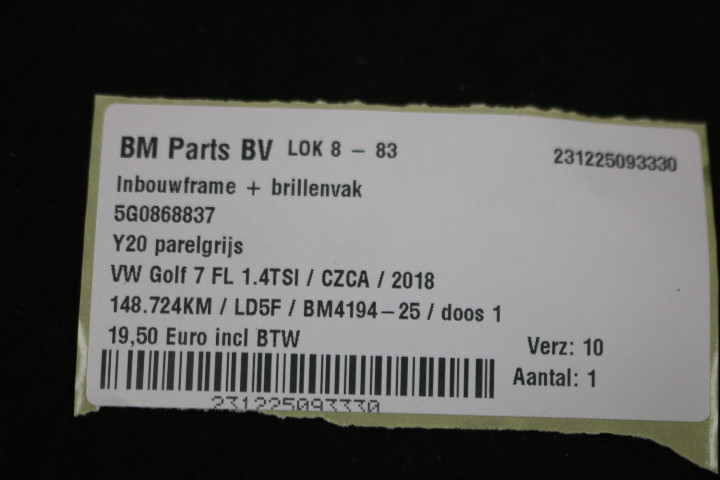 BM Parts BV LOK 8 - 83 231225093330
Inbouwframe + brillenvak
5G0868837
Y20 parelgrijs
VW Golf 7 FL 1.4TSI / CZCA / 2018
148.724KM / LD5F / BM4194-25 / doos 1
19,50 Euro incl BTW
Verz: 10
Aantal: 1
231225093330